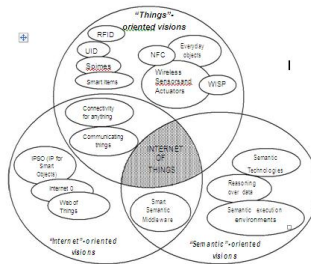 "Things"-
oriented visions
RFID
UID
Spimes
Smart Items
NFC
Everyday
objects
Wireless
Sensorsand
Actuators
WISP
Connectivity
for anything
Communicating
things
INTERNET
OF
THINGS
IPSO (IP for
Smart
Objects)
Internet 0
Web of
Things
Smart
Semantic
Middleware
Semantic
Technologies
Reasoning
over data
Semantic execution
environments
"Internet"-oriented
visions
"Semantic"-oriented
visions